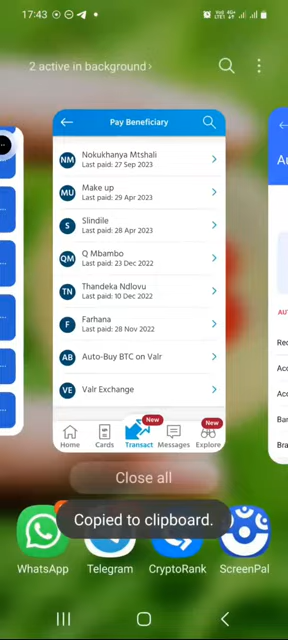 17:43
4G+
LTE1
2 active in background ›
Pay Beneficiary
NM
Nokukhanya Mtshali
Last paid: 27 Sep 2023
MU
Make up
Last paid: 29 Apr 2023
S
Slindile
Last paid: 28 Apr 2023
QM
Q Mbambo
Last paid: 23 Dec 2022
TN
Thandeka Ndlovu
Last paid: 10 Dec 2022
F
Farhana
Last paid: 28 Nov 2022
AB
Auto-Buy BTC on Valr
VE
Valr Exchange
New
New
Home
Cards
Transact
Messages
Explore
Close all
Copied to clipboard.
WhatsApp
Telegram
CryptoRank
ScreenPal